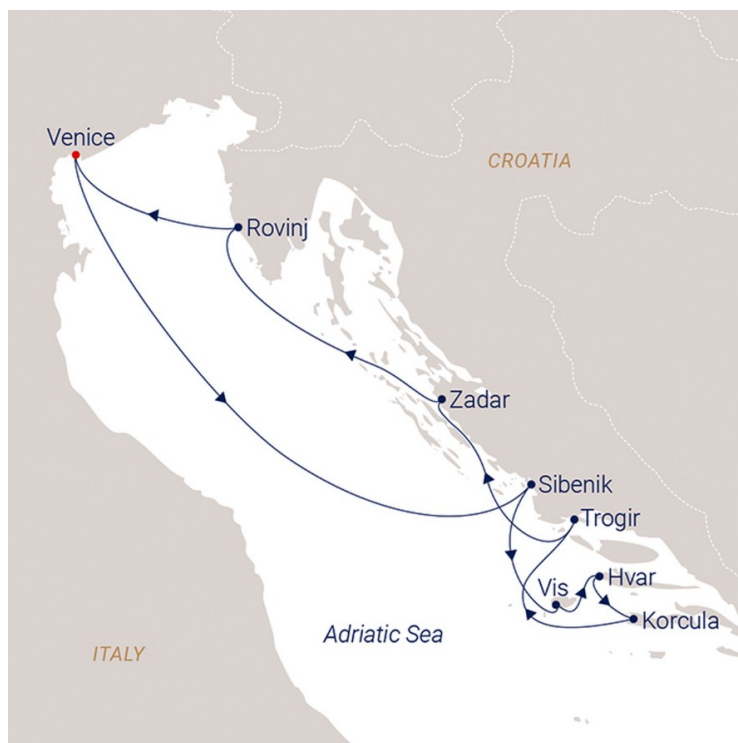 Venice
CROATIA
Rovinj
Zadar
Sibenik
Trogir
Hvar
Vis
Korcula
Adriatic Sea
ITALY